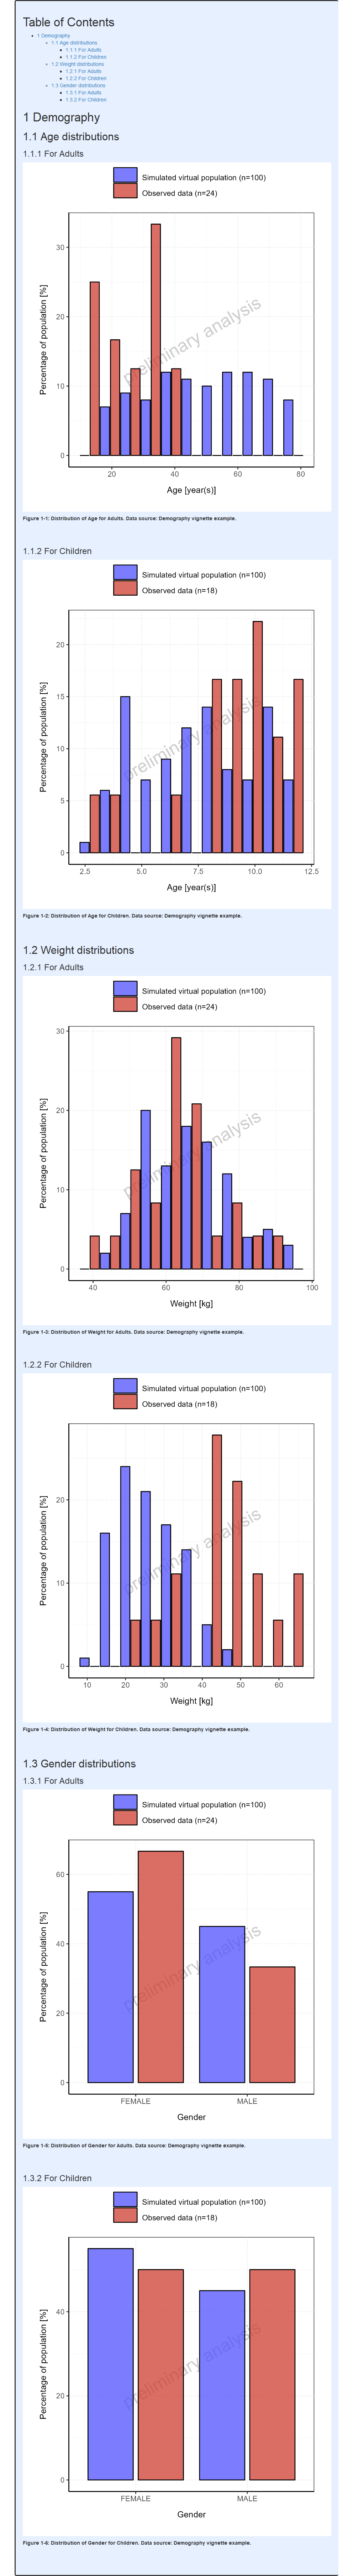 Table of Contents
1 Demography
1.1 Age distributions
1.1.1 For Adults
1.1.2 For Children
1.2 Weight distributions
1.2.1 For Adults
1.2.2 For Children
1.3 Gender distributions
1.3.1 For Adults
1.3.2 For Children
1 Demography
1.1 Age distributions
1.1.1 For Adults
Simulated virtual population (n=100)
Observed data (n=24)
Percentage of population [%]
30
20
10
0
preliminary analysis
20 40 60 80
Age [year(s)]
Figure 1-1: Distribution of Age for Adults. Data source: Demography vignette example.
1.1.2 For Children
Simulated virtual population (n=100)
Observed data (n=18)
Percentage of population [%]
20
15
10
5
0
preliminary analysis
2.5 5.0 7.5 10.0 12.5
Age [year(s)]
Figure 1-2: Distribution of Age for Children. Data source: Demography vignette example.
1.2 Weight distributions
1.2.1 For Adults
Simulated virtual population (n=100)
Observed data (n=24)
Percentage of population [%]
30
20
10
0
preliminary analysis
40 60 80 100
Weight [kg]
Figure 1-3: Distribution of Weight for Adults. Data source: Demography vignette example.
1.2.2 For Children
Simulated virtual population (n=100)
Observed data (n=18)
Percentage of population [%]
20
10
0
preliminary analysis
10 20 30 40 50 60
Weight [kg]
Figure 1-4: Distribution of Weight for Children. Data source: Demography vignette example.
1.3 Gender distributions
1.3.1 For Adults
Simulated virtual population (n=100)
Observed data (n=24)
Percentage of population [%]
60
40
20
0
preliminary analysis
FEMALE MALE
Gender
Figure 1-5: Distribution of Gender for Adults. Data source: Demography vignette example.
1.3.2 For Children
Simulated virtual population (n=100)
Observed data (n=18)
Percentage of population [%]
40
20
0
preliminary analysis
FEMALE MALE
Gender
Figure 1-6: Distribution of Gender for Children. Data source: Demography vignette example.